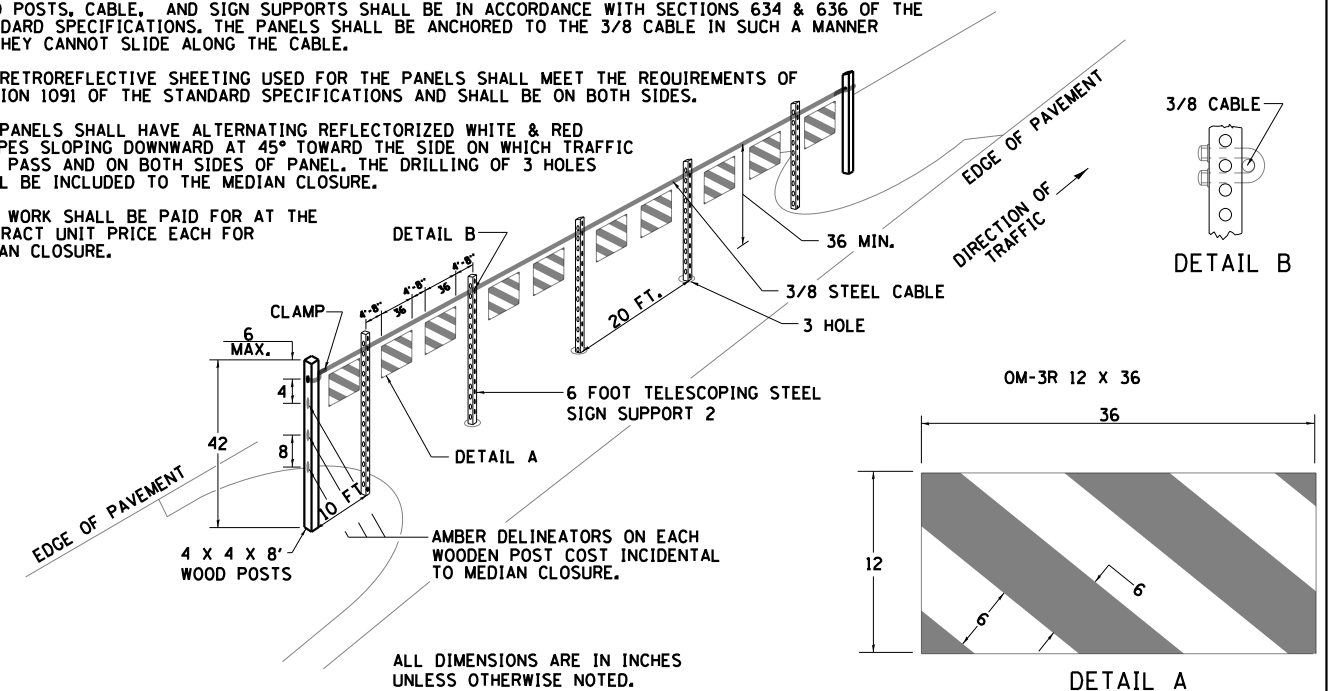 POSTS, CABLE, AND SIGN SUPPORTS SHALL BE IN ACCORDANCE WITH SECTIONS 634 & 636 OF THE
DARD SPECIFICATIONS. THE PANELS SHALL BE ANCHORED TO THE 3/8 CABLE IN SUCH A MANNER
HEY CANNOT SLIDE ALONG THE CABLE.
RETROREFLECTIVE SHEETING USED FOR THE PANELS SHALL MEET THE REQUIREMENTS OF
ION 1091 OF THE STANDARD SPECIFICATIONS AND SHALL BE ON BOTH SIDES.
PANELS SHALL HAVE ALTERNATING REFLECTORIZED WHITE & RED
PES SLOPING DOWNWARD AT 45° TOWARD THE SIDE ON WHICH TRAFFIC
PASS AND ON BOTH SIDES OF PANEL. THE DRILLING OF 3 HOLES
L BE INCLUDED TO THE MEDIAN CLOSURE.
WORK SHALL BE PAID FOR AT THE
RACT UNIT PRICE EACH FOR
AN CLOSURE.
DETAIL B
4'-8''
36
4'-8''
36
4'-8''
CLAMP
6
MAX.
4
42
8
10 FT.
20 FT.
EDGE OF PAVEMENT
4 X 4 X 8'
WOOD POSTS
DETAIL A
6 FOOT TELESCOPING STEEL
SIGN SUPPORT 2
AMBER DELINEATORS ON EACH
WOODEN POST COST INCIDENTAL
TO MEDIAN CLOSURE.
36 MIN.
3/8 STEEL CABLE
3 HOLE
EDGE OF PAVEMENT
DIRECTION OF
TRAFFIC
3/8 CABLE
DETAIL B
OM-3R 12 X 36
36
12
6
6
DETAIL A
ALL DIMENSIONS ARE IN INCHES
UNLESS OTHERWISE NOTED.